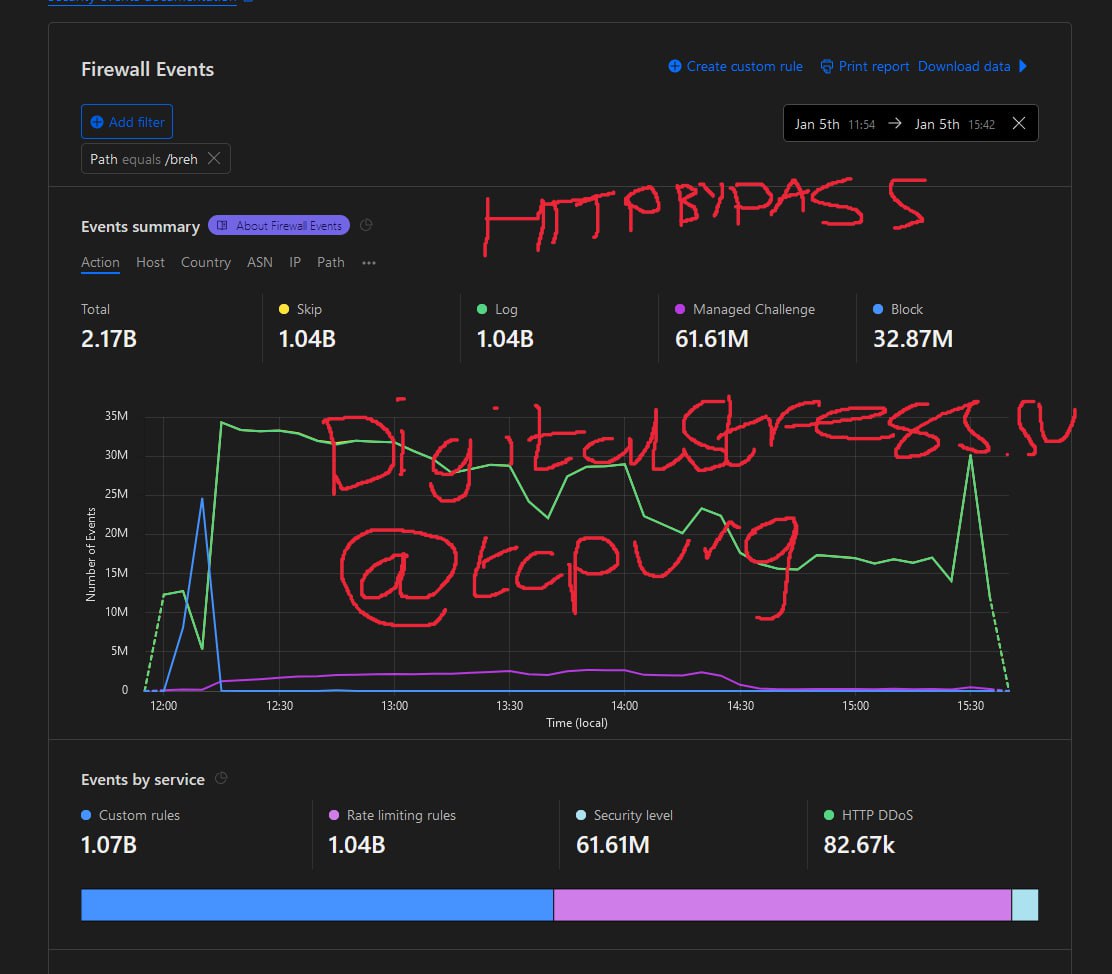 Firewall Events
Create custom rule Print report Download data
Add filter
Jan 5th 11:54 → Jan 5th 15:42
Path equals /breh
HTTPBYPASS
Events summary About Firewall Events
Action Host Country ASN IP Path
Total Skip Log Managed Challenge Block
2.17B 1.04B 1.04B 61.61M 32.87M
35M
30M
25M
20M
15M
10M
5M
0
Number of Events
@tcpung
12:00 12:30 13:00 13:30 14:00 14:30 15:00 15:30
Time (local)
Events by service
Custom rules Rate limiting rules Security level HTTP DDoS
1.07B 1.04B 61.61M 82.67k